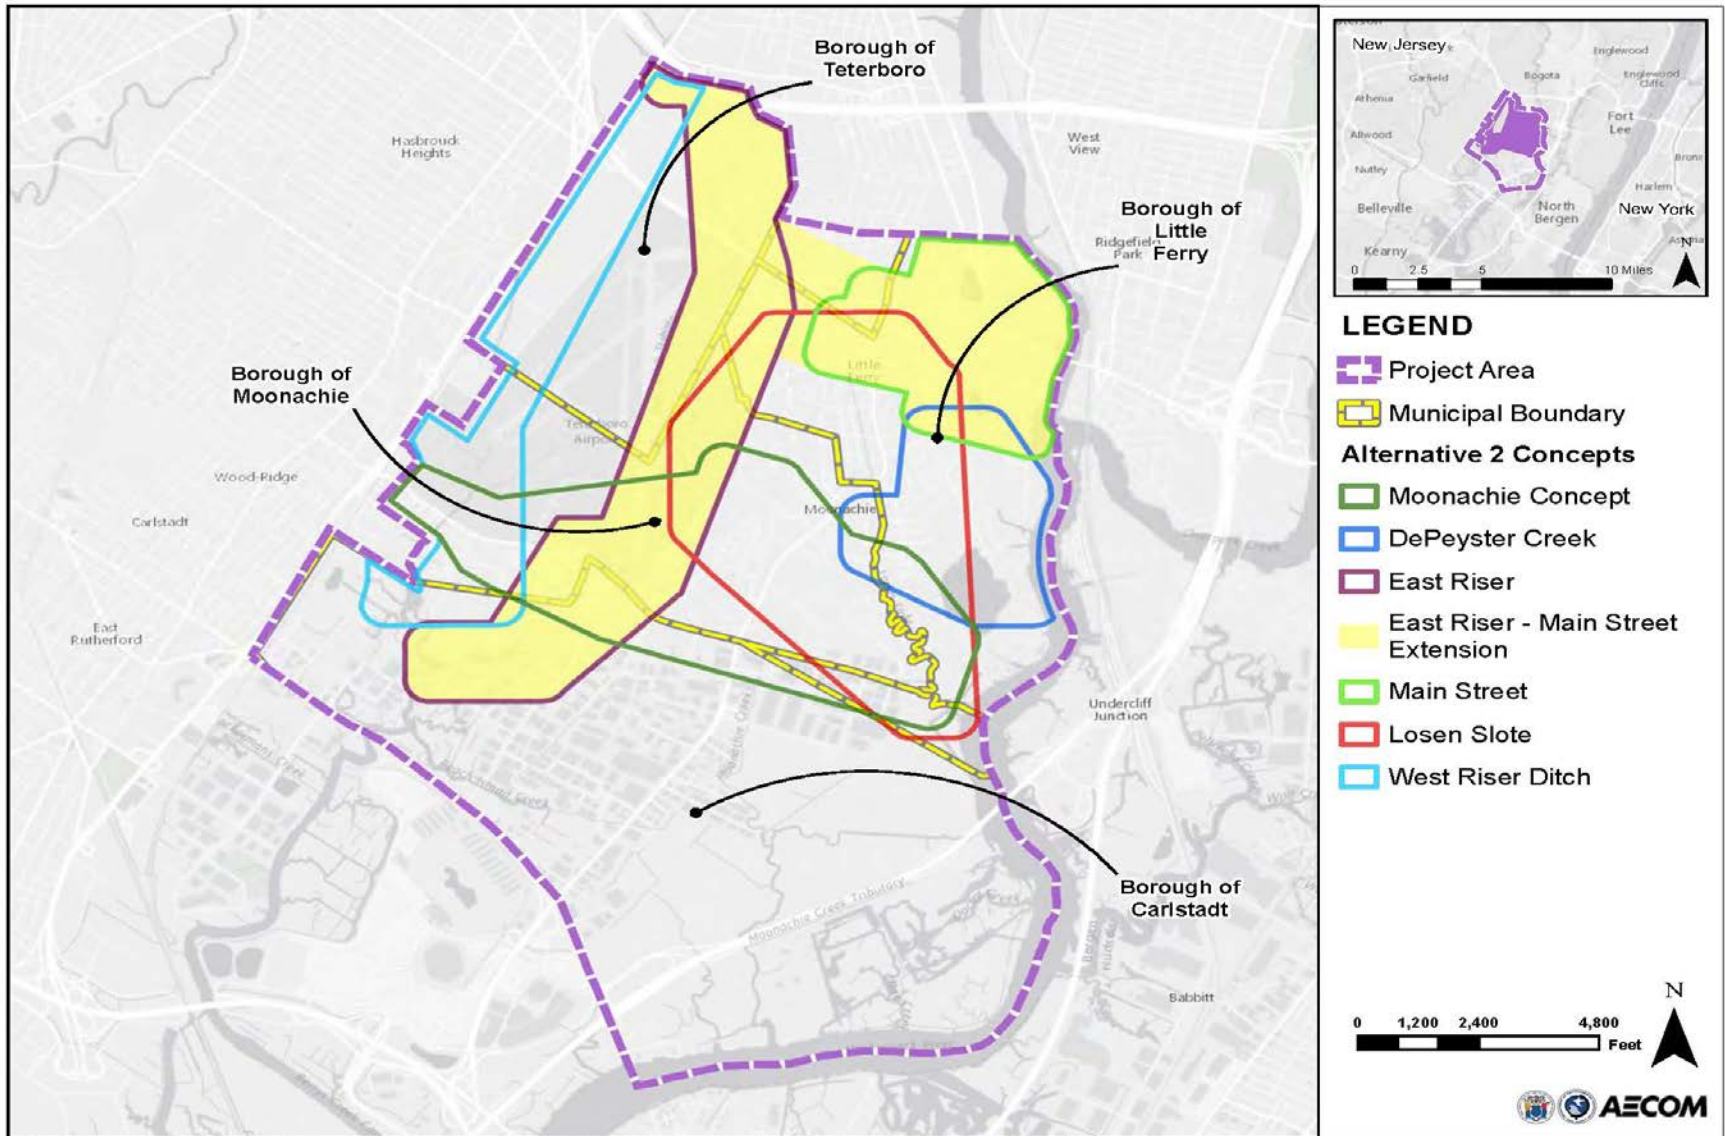 Borough of
Teterboro
Hasbrouck
Heights
West
View
Borough of
Little
Ferry
Ridgefield
Park
Borough of
Moonachie
Little
Ferry
Teterboro
Airport
Wood-Ridge
Carlstadt
Moonachie
East
Rutherford
Undercliff
Junction
Moonachie Creek
Borough of
Carlstadt
Moonachie Creek Tributary
Babbitt
New Jersey
Englewood
Garfield
Bogota
Englewood
Cliffs
Athenia
Fort
Lee
Allwood
Nutley
Bronx
Harlem
Belleville
North
Bergen
New York
Kearny
N
0 2.5 5 10 Miles
LEGEND
Project Area
Municipal Boundary
Alternative 2 Concepts
Moonachie Concept
DePeyster Creek
East Riser
East Riser - Main Street
Extension
Main Street
Losen Slote
West Riser Ditch
N
0 1,200 2,400 4,800
Feet
AECOM